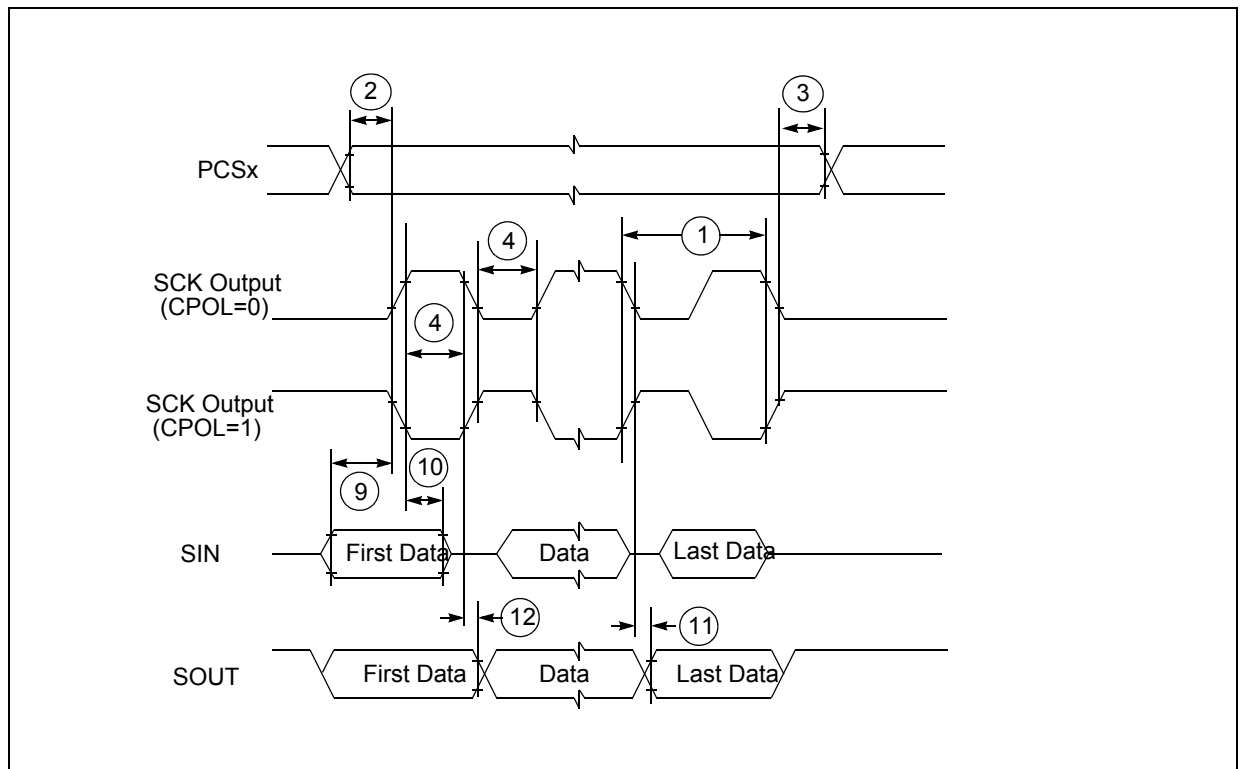 2
3
PCSx
4
1
SCK Output
(CPOL=0)
4
SCK Output
(CPOL=1)
10
9
SIN
First Data
Data
Last Data
12
11
SOUT
First Data
Data
Last Data